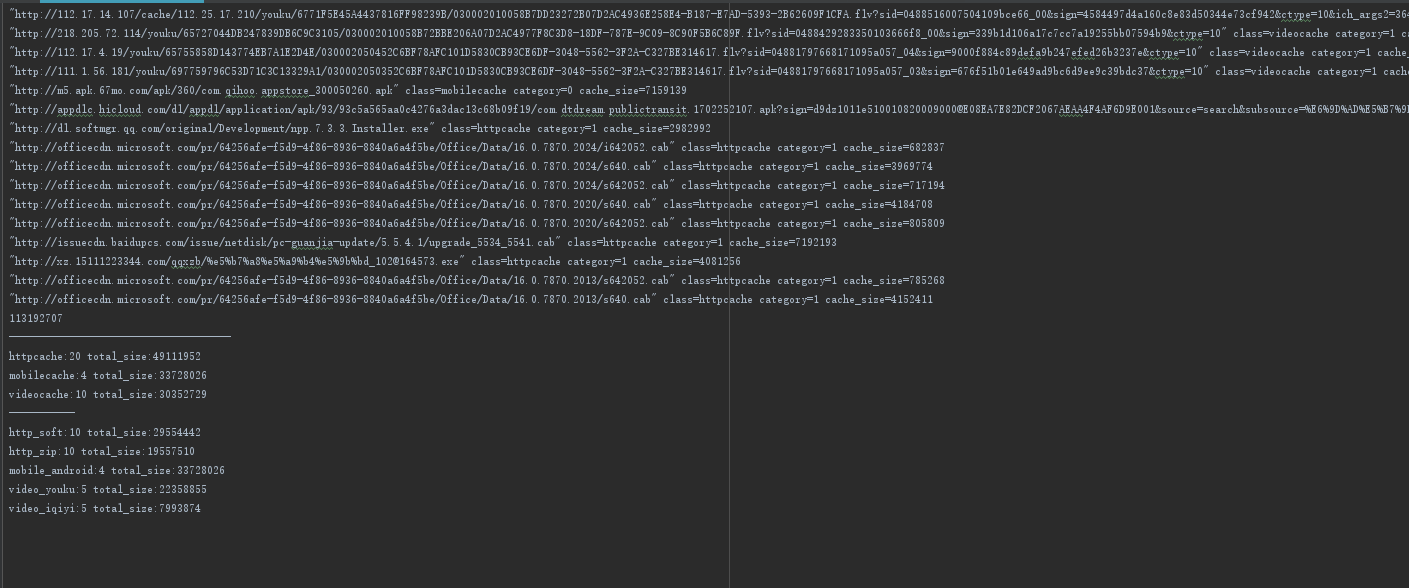 "http://112.17.14.107/cache/112.25.17.210/youku/6771F5E45A4437816FF98239B/030002010058B7DD23272B07D2AC4936E258E4-B187-E7AD-5393-2B62609F1CFA.flv?sid=0488516007504109bce66_00&sign=4584497d4a160c8e83d50344e73cf942&ctype=10&ich_args2=364
"http://218.205.72.114/youku/65727044DB247839DB6C9C3105/030002010058B72BBE206A07D2AC4977F8C3D8-18DF-787E-9C09-8C90F5B6C89F.flv?sid=0488429283350103666f8_00&sign=339b1d106a17c7cc7a19255bb07594b9&ctype=10" class=videocache category=1 ca
"http://112.17.4.19/youku/65755858D143774EB7A1E2D4E/030002050452C6BF78AFC101D5830CB93CE6DF-3048-5562-3F2A-C327BE314617.flv?sid=04881797668171095a057_04&sign=9000f884c89defa9b247efed26b3237e&ctype=10" class=videocache category=1 cache_
"http://111.1.56.181/youku/697759796C53D71C3C13329A1/030002050352C6BF78AFC101D5830CB93CE6DF-3048-5562-3F2A-C327BE314617.flv?sid=04881797668171095a057_03&sign=676f51b01e649ad9bc6d9ee9c39bdc37&ctype=10" class=videocache category=1 cach
"http://m5.apk.67mo.com/apk/360/com.qihoo.appstore_300050260.apk" class=mobilecache category=0 cache_size=7159139
"http://appdlc.hicloud.com/dl/appdl/application/apk/93/93c5a565aa0c4276a3dac13c68b09f19/com.dtdream.publictransit.1702252107.apk?sign=d9dz1011e510010820009000@E08EA7E82DCF2067AEAA4F4AF6D9E001&source=search&subsource=%E6%9D%AD%E5%B7%9
"http://dl.softmgr.qq.com/original/Development/npp.7.3.3.Installer.exe" class=httpcache category=1 cache_size=2982992
"http://officecdn.microsoft.com/pr/64256afe-f5d9-4f86-8936-8840a6a4f5be/Office/Data/16.0.7870.2024/i642052.cab" class=httpcache category=1 cache_size=682837
"http://officecdn.microsoft.com/pr/64256afe-f5d9-4f86-8936-8840a6a4f5be/Office/Data/16.0.7870.2024/s640.cab" class=httpcache category=1 cache_size=3969774
"http://officecdn.microsoft.com/pr/64256afe-f5d9-4f86-8936-8840a6a4f5be/Office/Data/16.0.7870.2024/s642052.cab" class=httpcache category=1 cache_size=717194
"http://officecdn.microsoft.com/pr/64256afe-f5d9-4f86-8936-8840a6a4f5be/Office/Data/16.0.7870.2020/s640.cab" class=httpcache category=1 cache_size=4184708
"http://officecdn.microsoft.com/pr/64256afe-f5d9-4f86-8936-8840a6a4f5be/Office/Data/16.0.7870.2020/s642052.cab" class=httpcache category=1 cache_size=805809
"http://issuecdn.baidupcs.com/issue/netdisk/pc-guanjia-update/5.5.4.1/upgrade_5534_5541.cab" class=httpcache category=1 cache_size=7192193
"http://xz.15111223344.com/qqxzb/%e5%b7%a8%e5%a9%b4%e5%9b%bd_102@164573.exe" class=httpcache category=1 cache_size=4081256
"http://officecdn.microsoft.com/pr/64256afe-f5d9-4f86-8936-8840a6a4f5be/Office/Data/16.0.7870.2013/s642052.cab" class=httpcache category=1 cache_size=785268
"http://officecdn.microsoft.com/pr/64256afe-f5d9-4f86-8936-8840a6a4f5be/Office/Data/16.0.7870.2013/s640.cab" class=httpcache category=1 cache_size=4152411
113192707
httpcache:20 total_size:49111952
mobilecache:4 total_size:33728026
videocache:10 total_size:30352729
http_soft:10 total_size:29554442
http_zip:10 total_size:19557510
mobile_android:4 total_size:33728026
video_youku:5 total_size:22358855
video_iqiyi:5 total_size:7993874